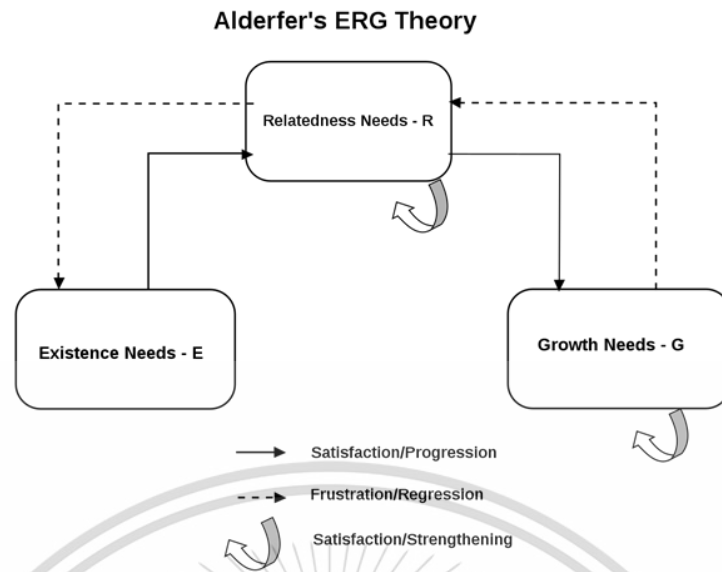 Alderfer's ERG Theory
Relatedness Needs - R
Existence Needs - E
Growth Needs - G
Satisfaction/Progression
Frustration/Regression
Satisfaction/Strengthening